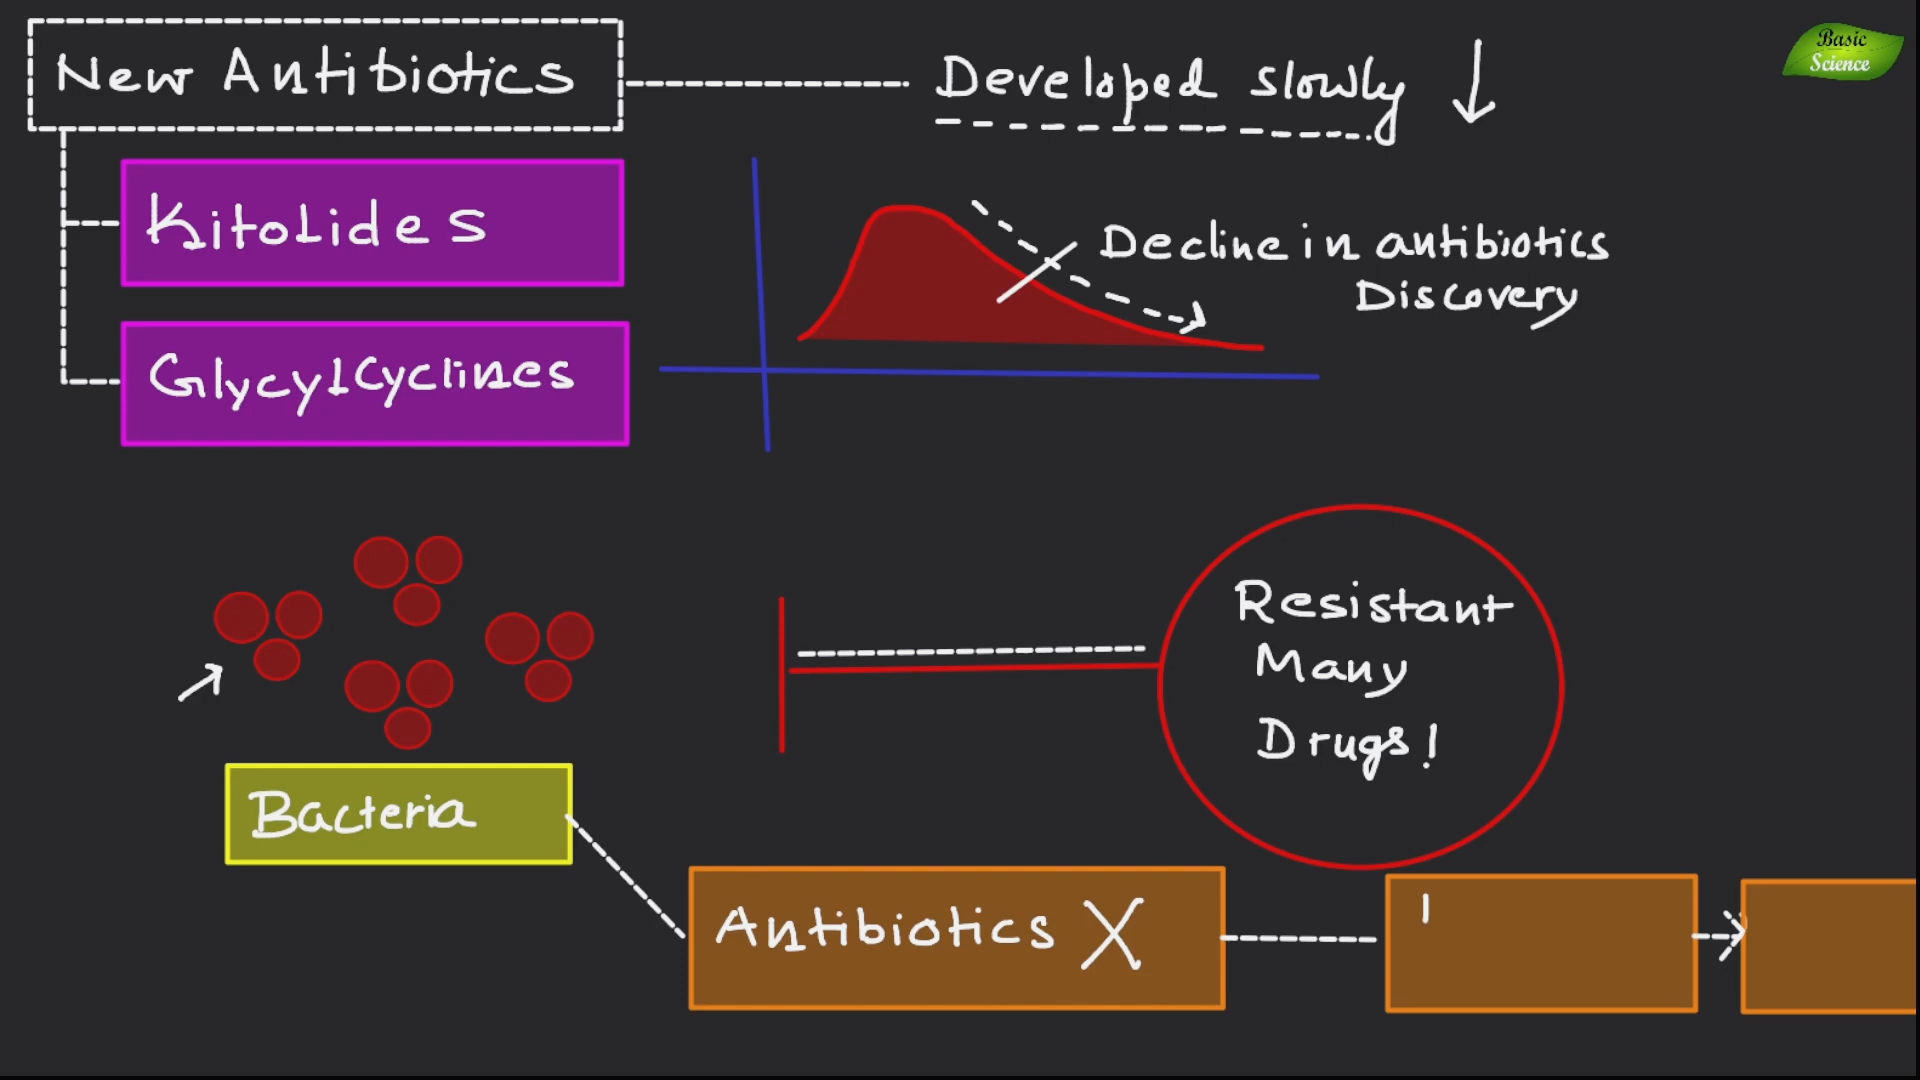 New Antibiotics
Developed slowly
Basic
Science
Kitolides
Decline in antibiotics
Discovery
Glycylcyclines
Resistant
Many
Drugs!
Bacteria
Antibiotics X